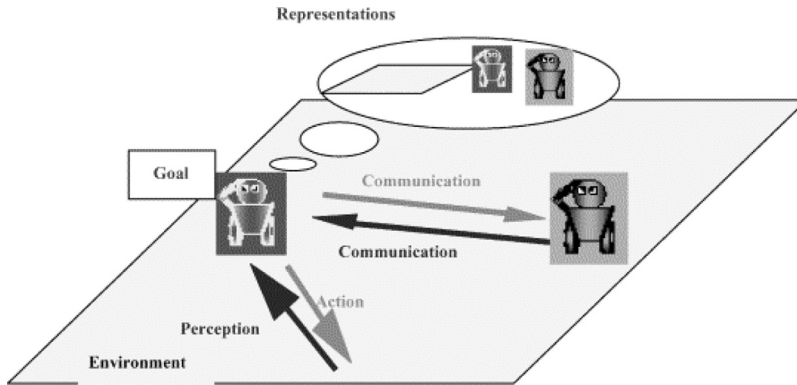 Representations
Goal
Communication
Communication
Action
Perception
Environment